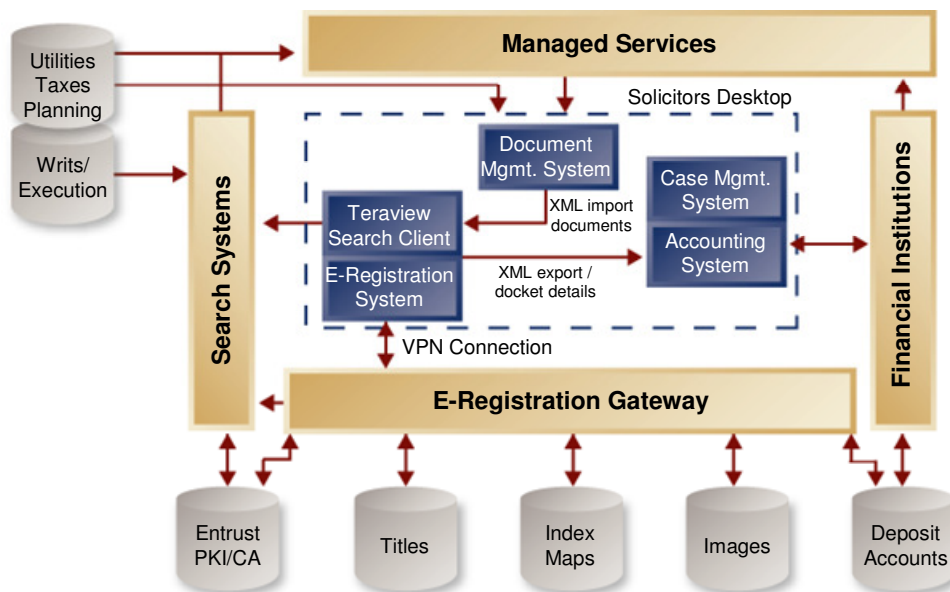 Managed Services
Utilities
Taxes
Planning
Solicitors Desktop
Writs/
Execution
Document
Mgmt. System
Case Mgmt.
System
XML import
documents
Teraview
Search Client
Accounting
System
E-Registration
System
XML export /
docket details
Search Systems
Financial Institutions
VPN Connection
E-Registration Gateway
Entrust
PKI/CA
Titles
Index
Maps
Images
Deposit
Accounts